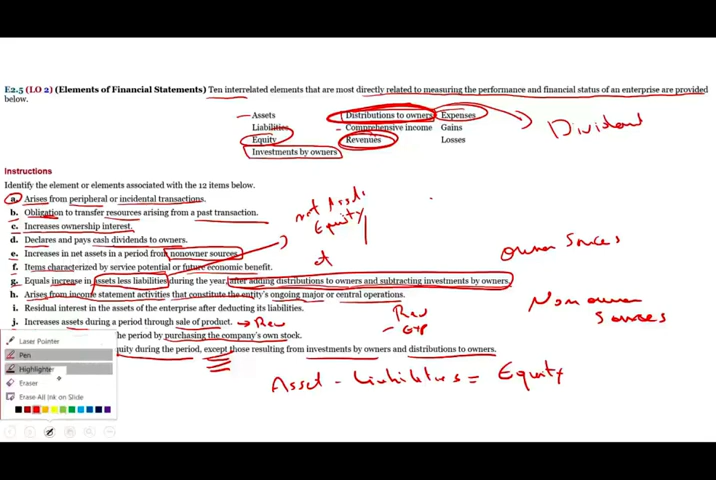 E2.5 (LO 2) (Elements of Financial Statements) Ten interrelated elements that are most directly related to measuring the performance and financial status of an enterprise are provided
below.
Assets Distributions to owners Expenses
Liabilities Comprehensive income Gains
Equity Revenues Losses
Investments by owners
Dividend
Instructions
Identify the element or elements associated with the 12 items below.
a. Arises from peripheral or incidental transactions.
b. Obligation to transfer resources arising from a past transaction.
c. Increases ownership interest.
d. Declares and pays cash dividends to owners.
e. Increases in net assets in a period from nonowner sources.
f. Items characterized by service potential or future economic benefit.
g. Equals increase in assets less liabilities during the year, after adding distributions to owners and subtracting investments by owners.
h. Arises from income statement activities that constitute the entity's ongoing major or central operations.
i. Residual interest in the assets of the enterprise after deducting its liabilities.
j. Increases assets during a period through sale of product. → Rev
the period by purchasing the company's own stock.
equity during the period, except those resulting from investments by owners and distributions to owners.
net Assets
Equity
owner Souces
Non owner
Sources
Rev
- Exp
Asset - Liabilities = Equity
Laser Pointer
Pen
Highlighter
Eraser
Erase All Ink on Slide